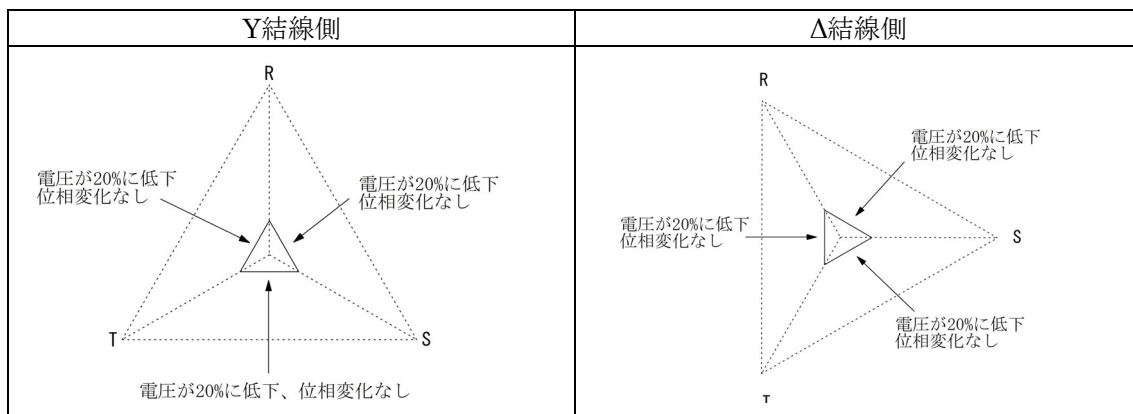 Y結線側
Δ結線側
R
電圧が20%に低下
位相変化なし
電圧が20%に低下
位相変化なし
T
S
電圧が20%に低下、位相変化なし
R
電圧が20%に低下
位相変化なし
電圧が20%に低下
位相変化なし
S
電圧が20%に低下
位相変化なし
T